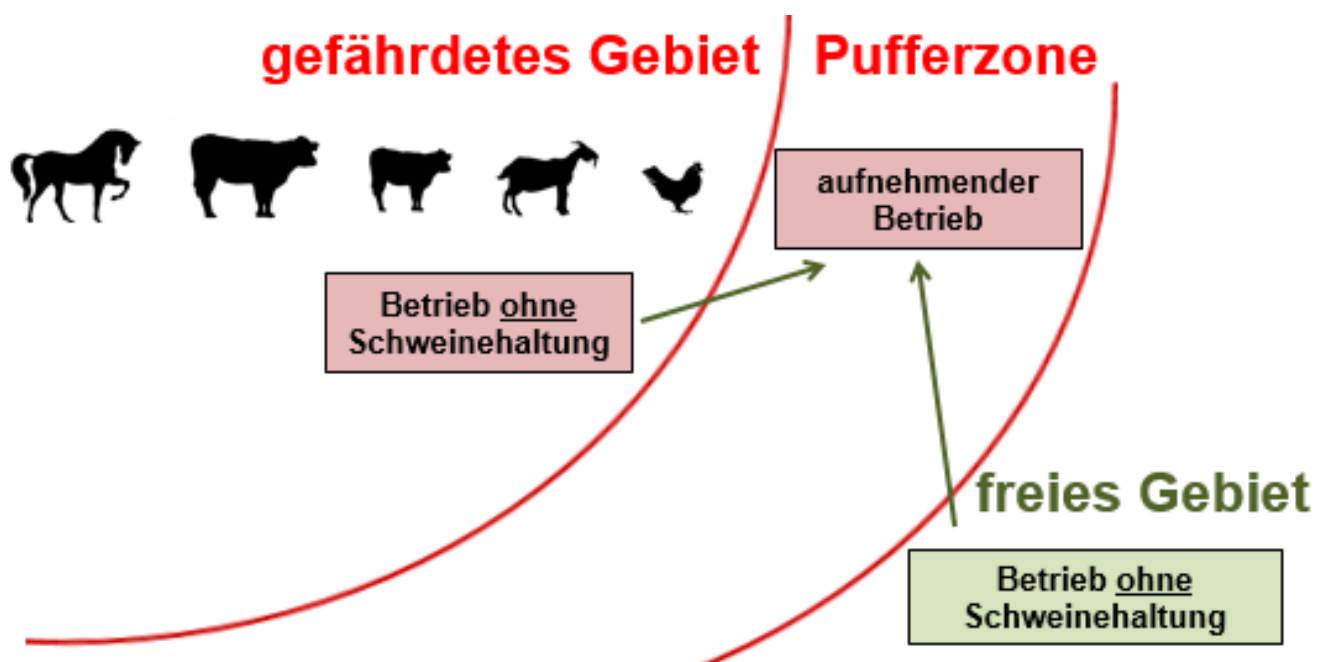 gefährdetes Gebiet
Pufferzone
aufnehmender
Betrieb
Betrieb ohne
Schweinehaltung
freies Gebiet
Betrieb ohne
Schweinehaltung